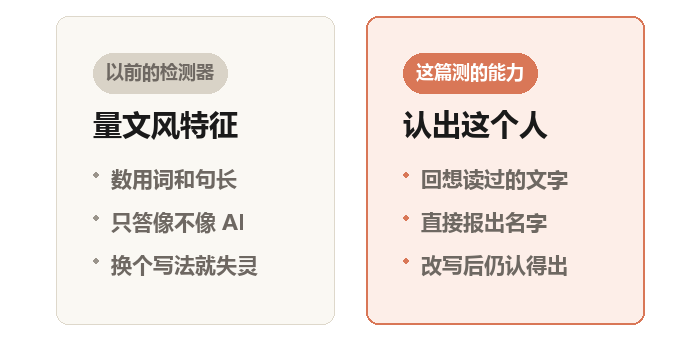 以前的检测器
量文风特征
数用词和句长
只答像不像 AI
换个写法就失灵
这篇测的能力
认出这个人
回想读过的文字
直接报出名字
改写后仍认得出